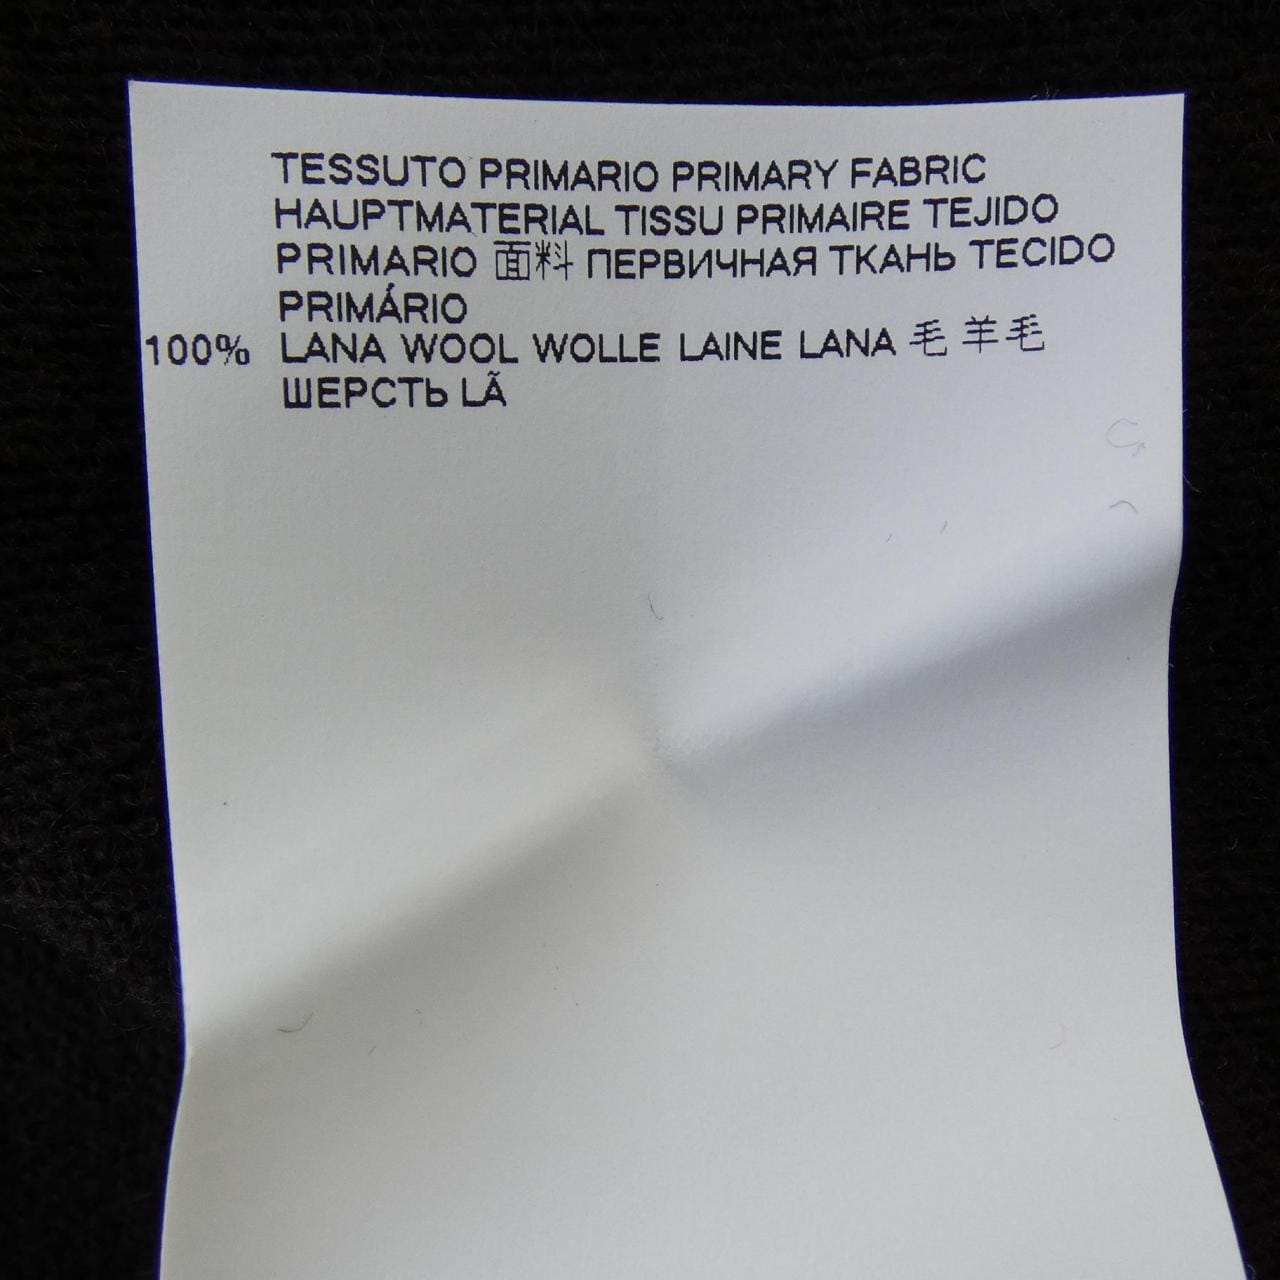 TESSUTO PRIMARIO PRIMARY FABRIC
HAUPTMATERIAL TISSU PRIMAIRE TEJIDO
PRIMARIO 面料 ПЕРВИЧНАЯ ТКАНЬ TECIDO
PRIMÁRIO
100% LANA WOOL WOLLE LAINE LANA 毛 羊毛
ШЕРСТЬ LÃ